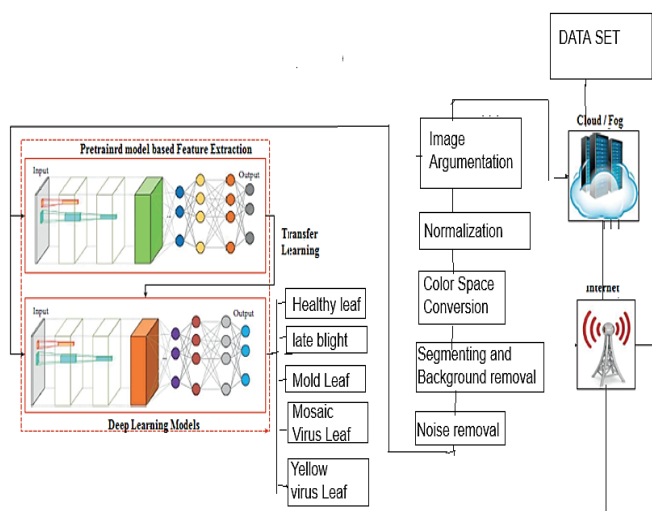 DATA SET
Cloud / Fog
Image
Argumentation
Pretrainrd model based Feature Extraction
Input
Output
Transfer
Learning
Normalization
Internet
Color Space
Conversion
Input
Output
Healthy leaf
late blight
Segmenting and
Background removal
Mold Leaf
Mosaic
Virus Leaf
Deep Learning Models
Noise removal
Yellow
virus Leaf